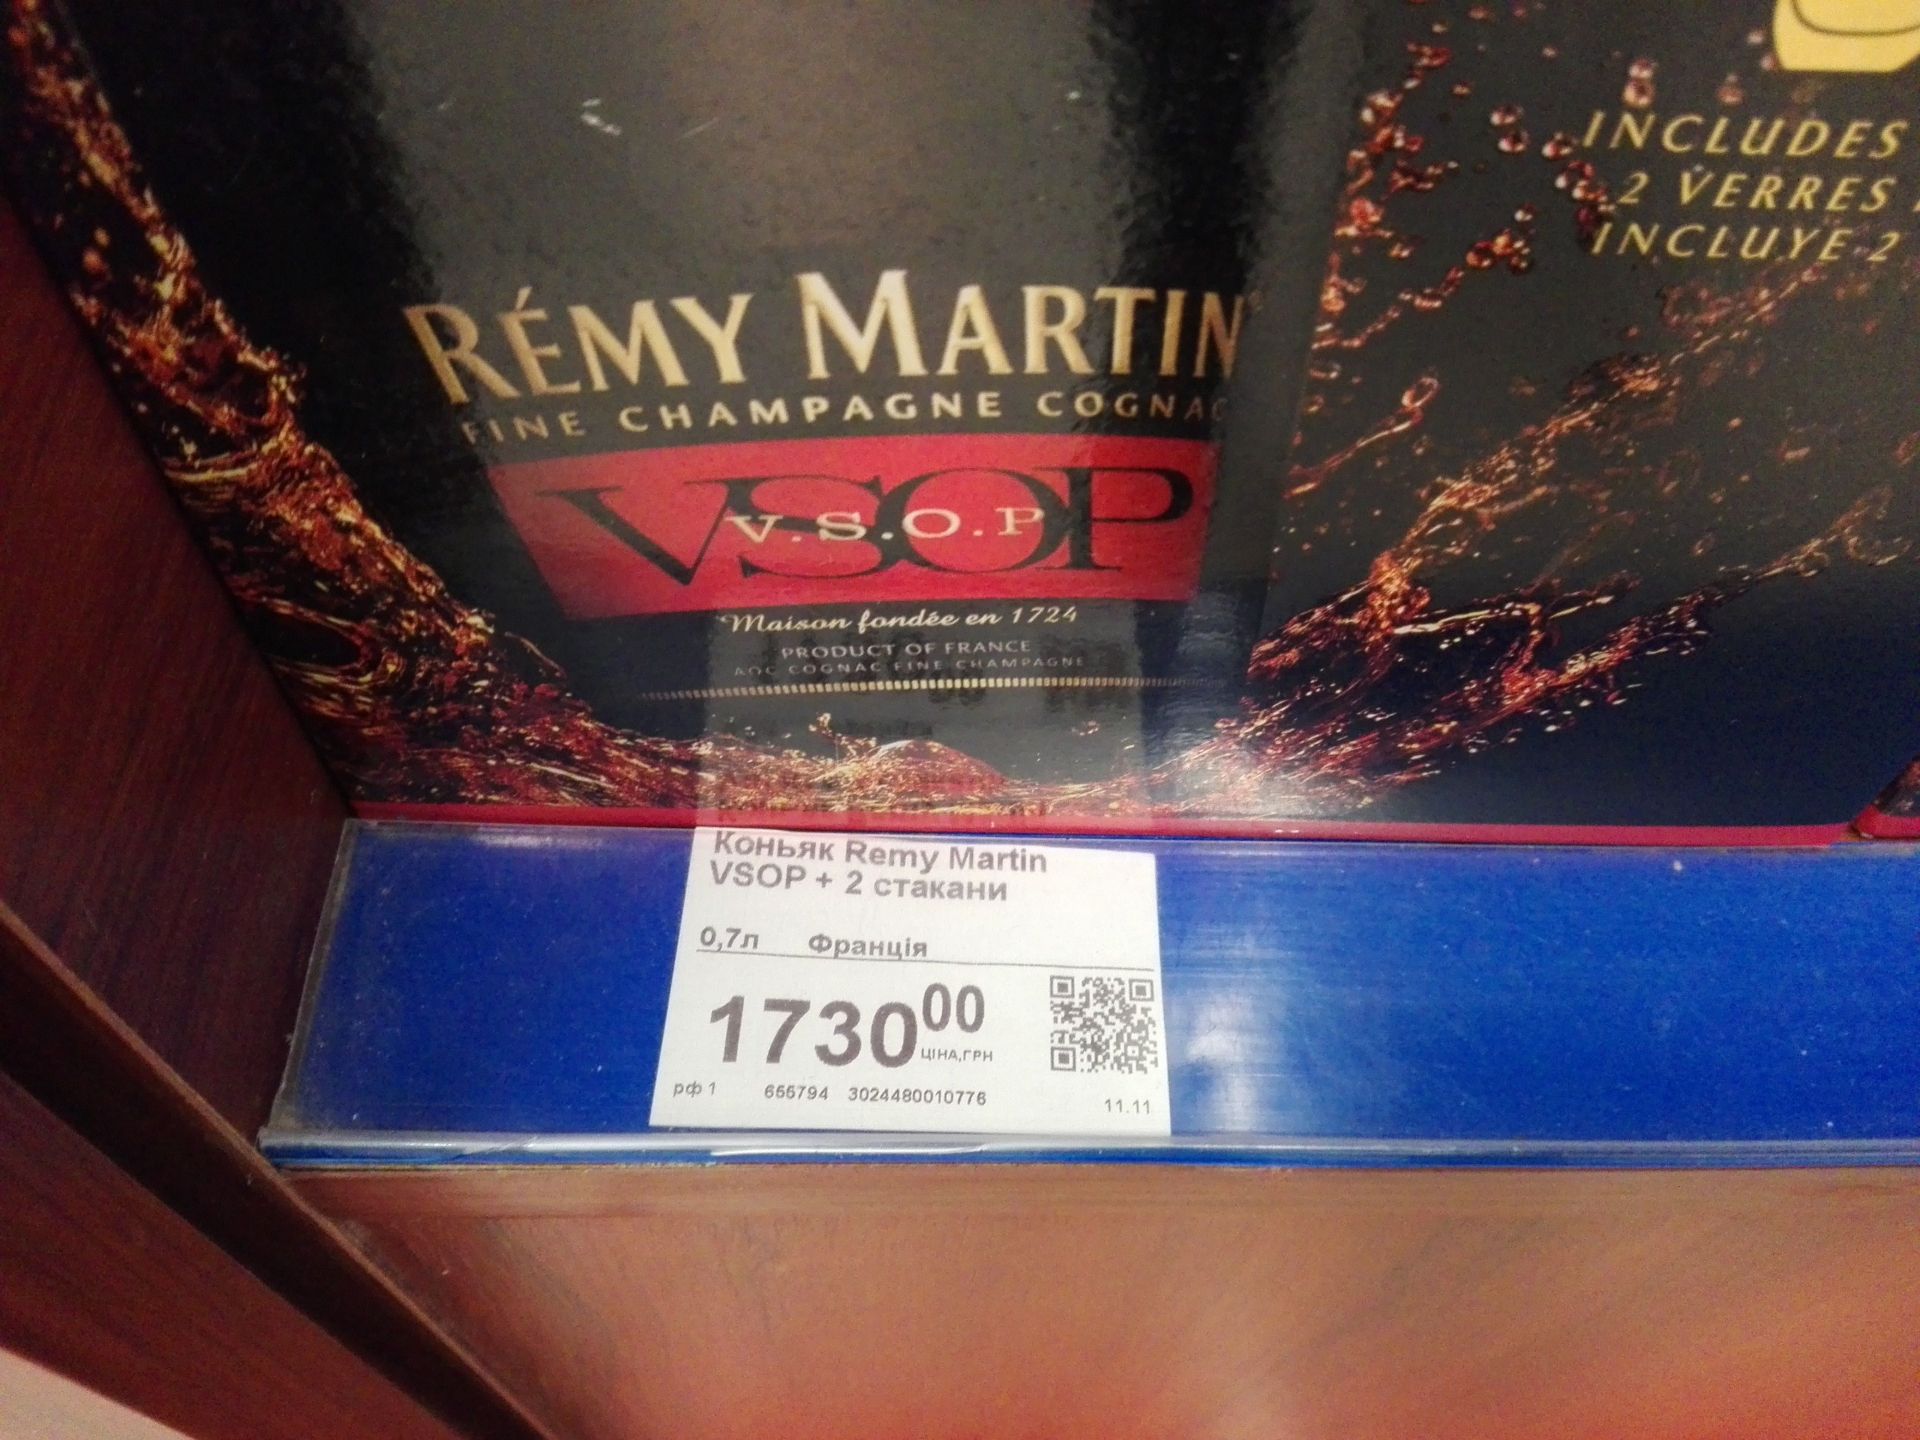 INCLUDES
2 VERRES
INCLUYE 2
RÉMY MARTIN
FINE CHAMPAGNE COGNAC
VSOP
V.S.O.P
Maison fondée en 1724
PRODUCT OF FRANCE
AOC COGNAC FINE CHAMPAGNE
Коньяк Remy Martin
VSOP + 2 стакани
0,7л Франція
1730 00
ЦІНА,ГРН
рф 1 655794 3024480010776 11.11